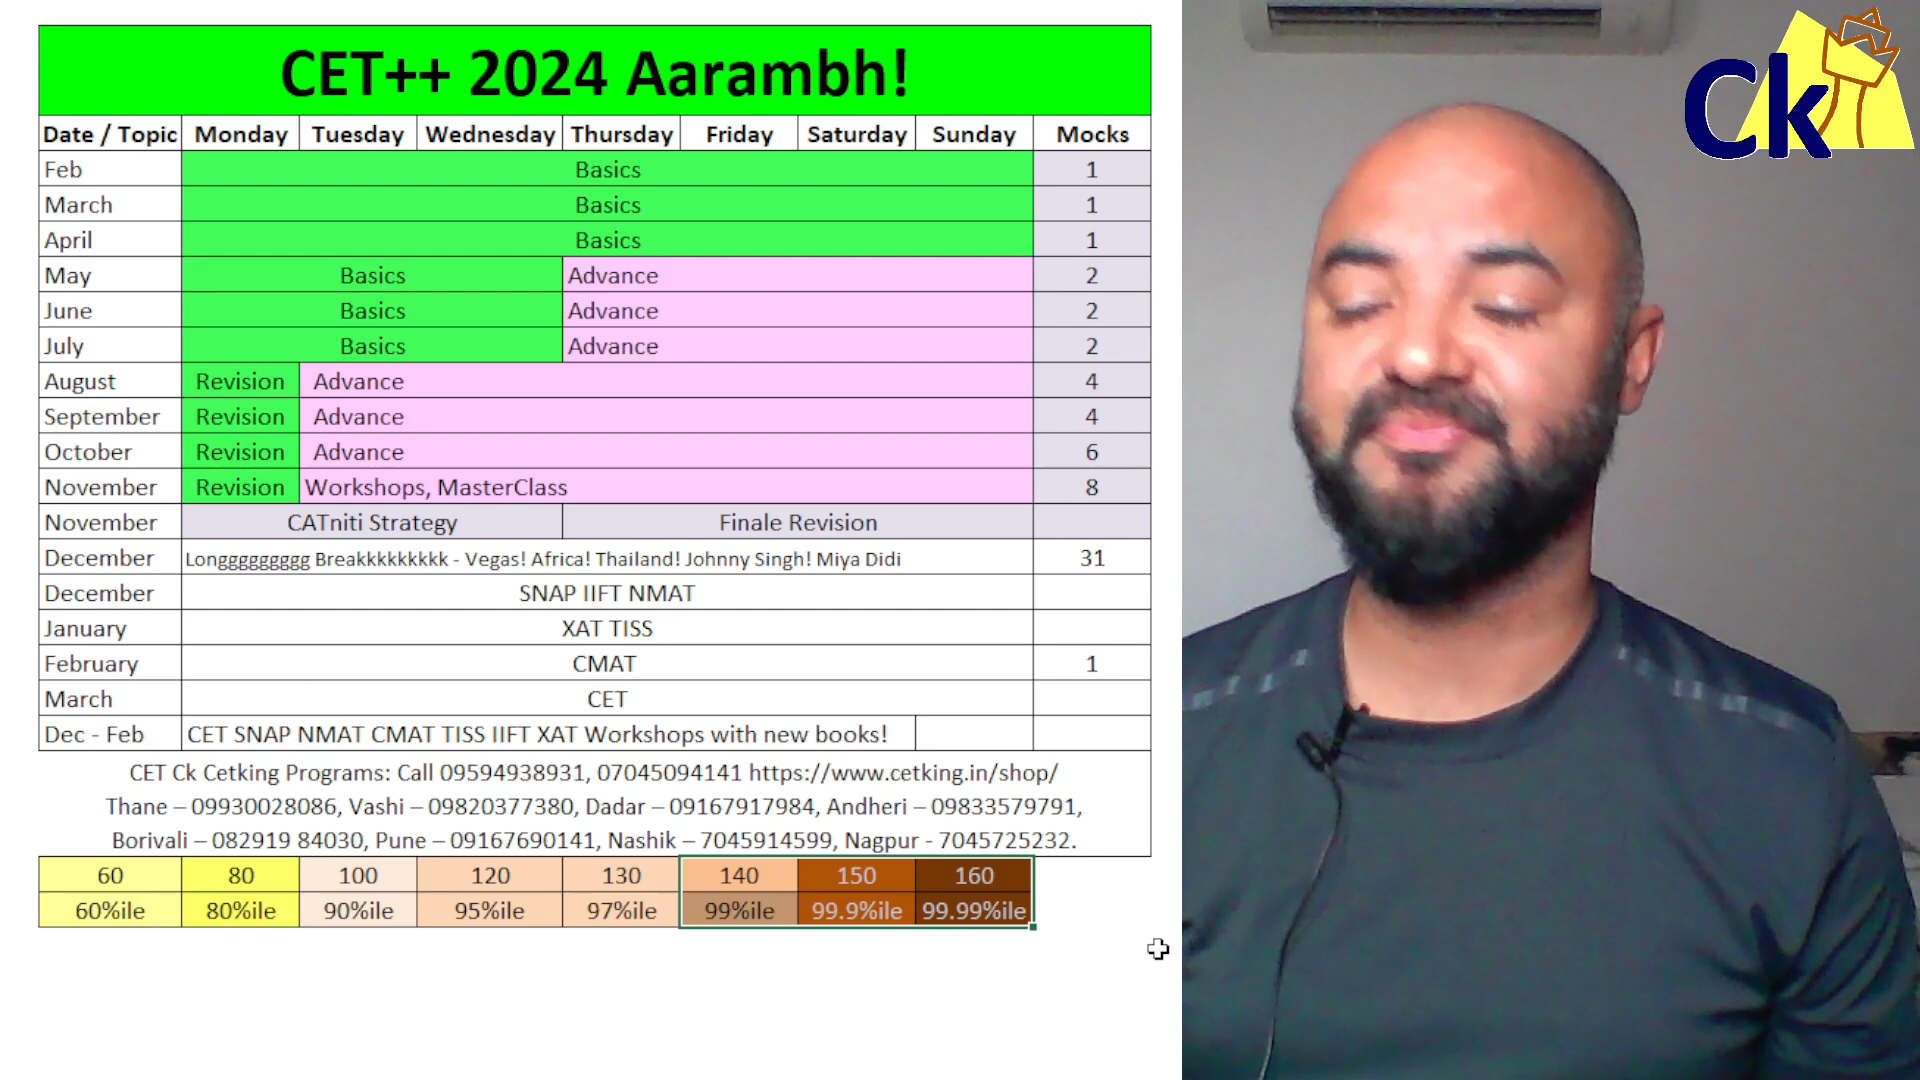 CET++ 2024 Aarambh!
Date / Topic Monday Tuesday Wednesday Thursday Friday Saturday Sunday Mocks
Feb Basics 1
March Basics 1
April Basics 1
May Basics Advance 2
June Basics Advance 2
July Basics Advance 2
August Revision Advance 4
September Revision Advance 4
October Revision Advance 6
November Revision Workshops, MasterClass 8
November CATniti Strategy Finale Revision
December Longggggggggg Breakkkkkkkkk - Vegas! Africa! Thailand! Johnny Singh! Miya Didi 31
December SNAP IIFT NMAT
January XAT TISS
February CMAT 1
March CET
Dec - Feb CET SNAP NMAT CMAT TISS IIFT XAT Workshops with new books!
CET Ck Cetking Programs: Call 09594938931, 07045094141 https://www.cetking.in/shop/
Thane – 09930028086, Vashi – 09820377380, Dadar – 09167917984, Andheri – 09833579791,
Borivali – 082919 84030, Pune – 09167690141, Nashik – 7045914599, Nagpur - 7045725232.
60 80 100 120 130 140 150 160
60%ile 80%ile 90%ile 95%ile 97%ile 99%ile 99.9%ile 99.99%ile
Ck